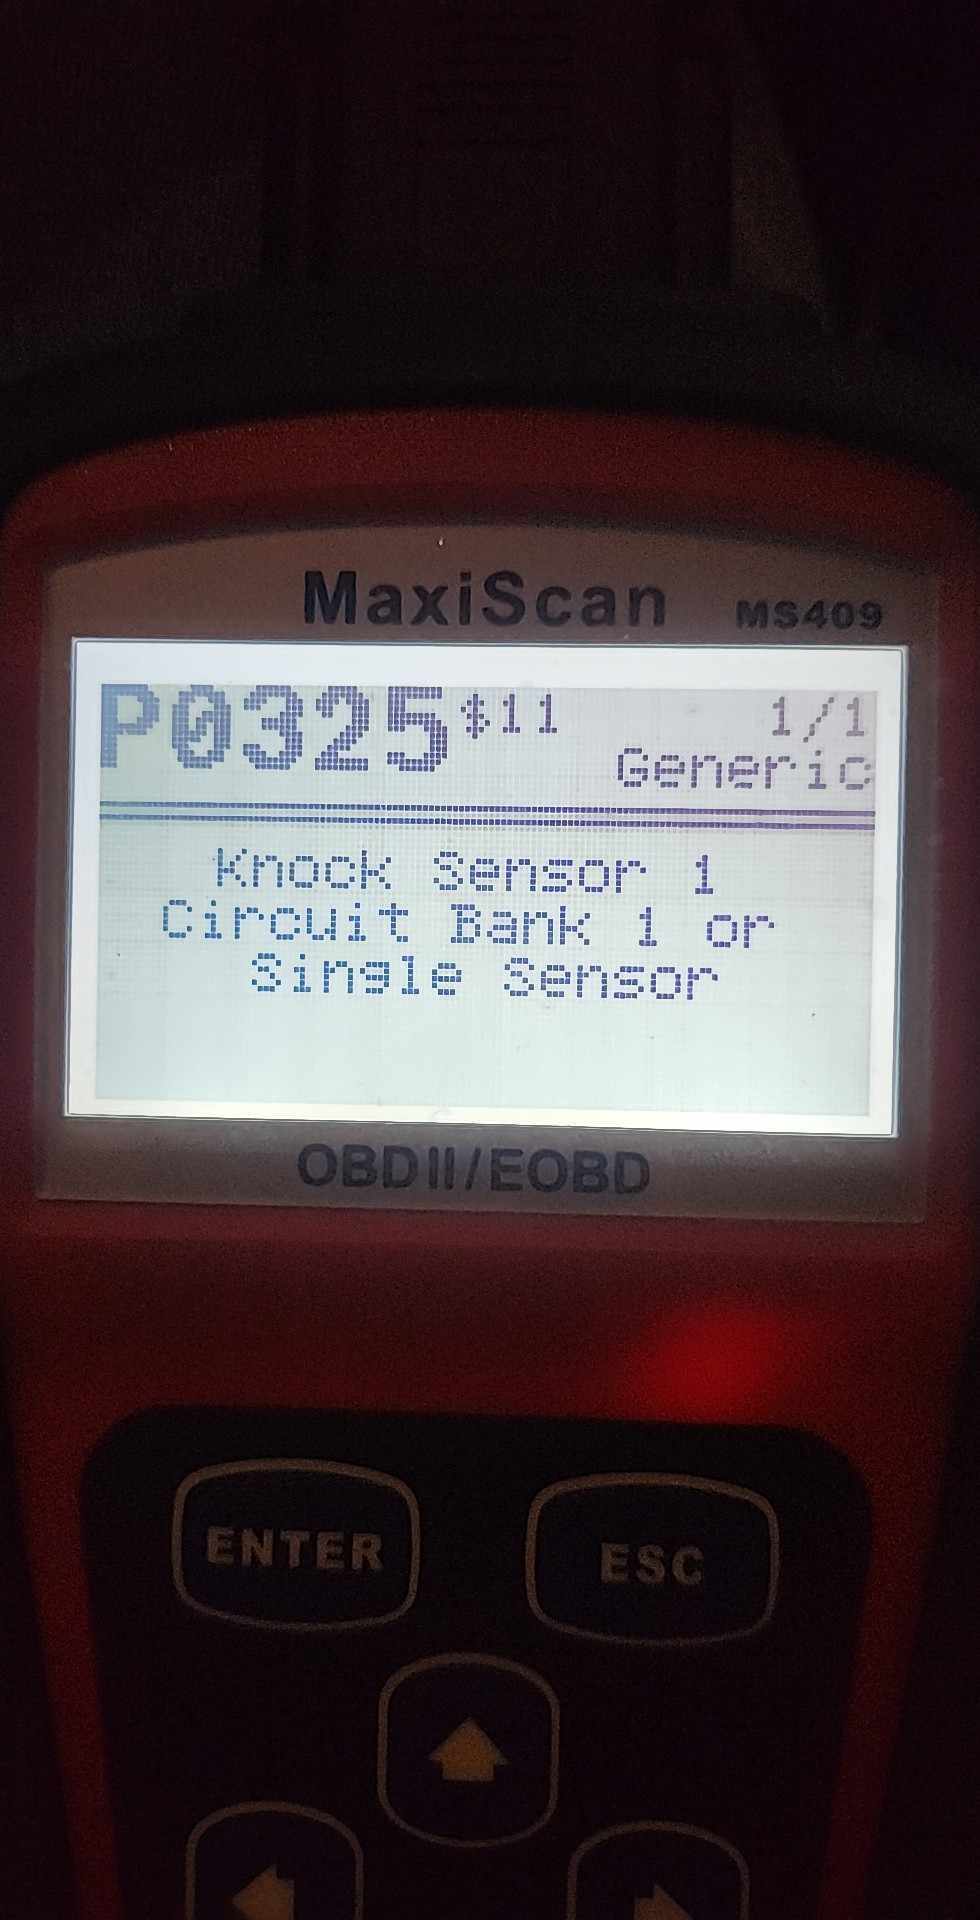 MaxiScan MS409
P0325 $11 1/1
Generic
Knock Sensor 1
Circuit Bank 1 or
Single Sensor
OBDII/EOBD
ENTER ESC